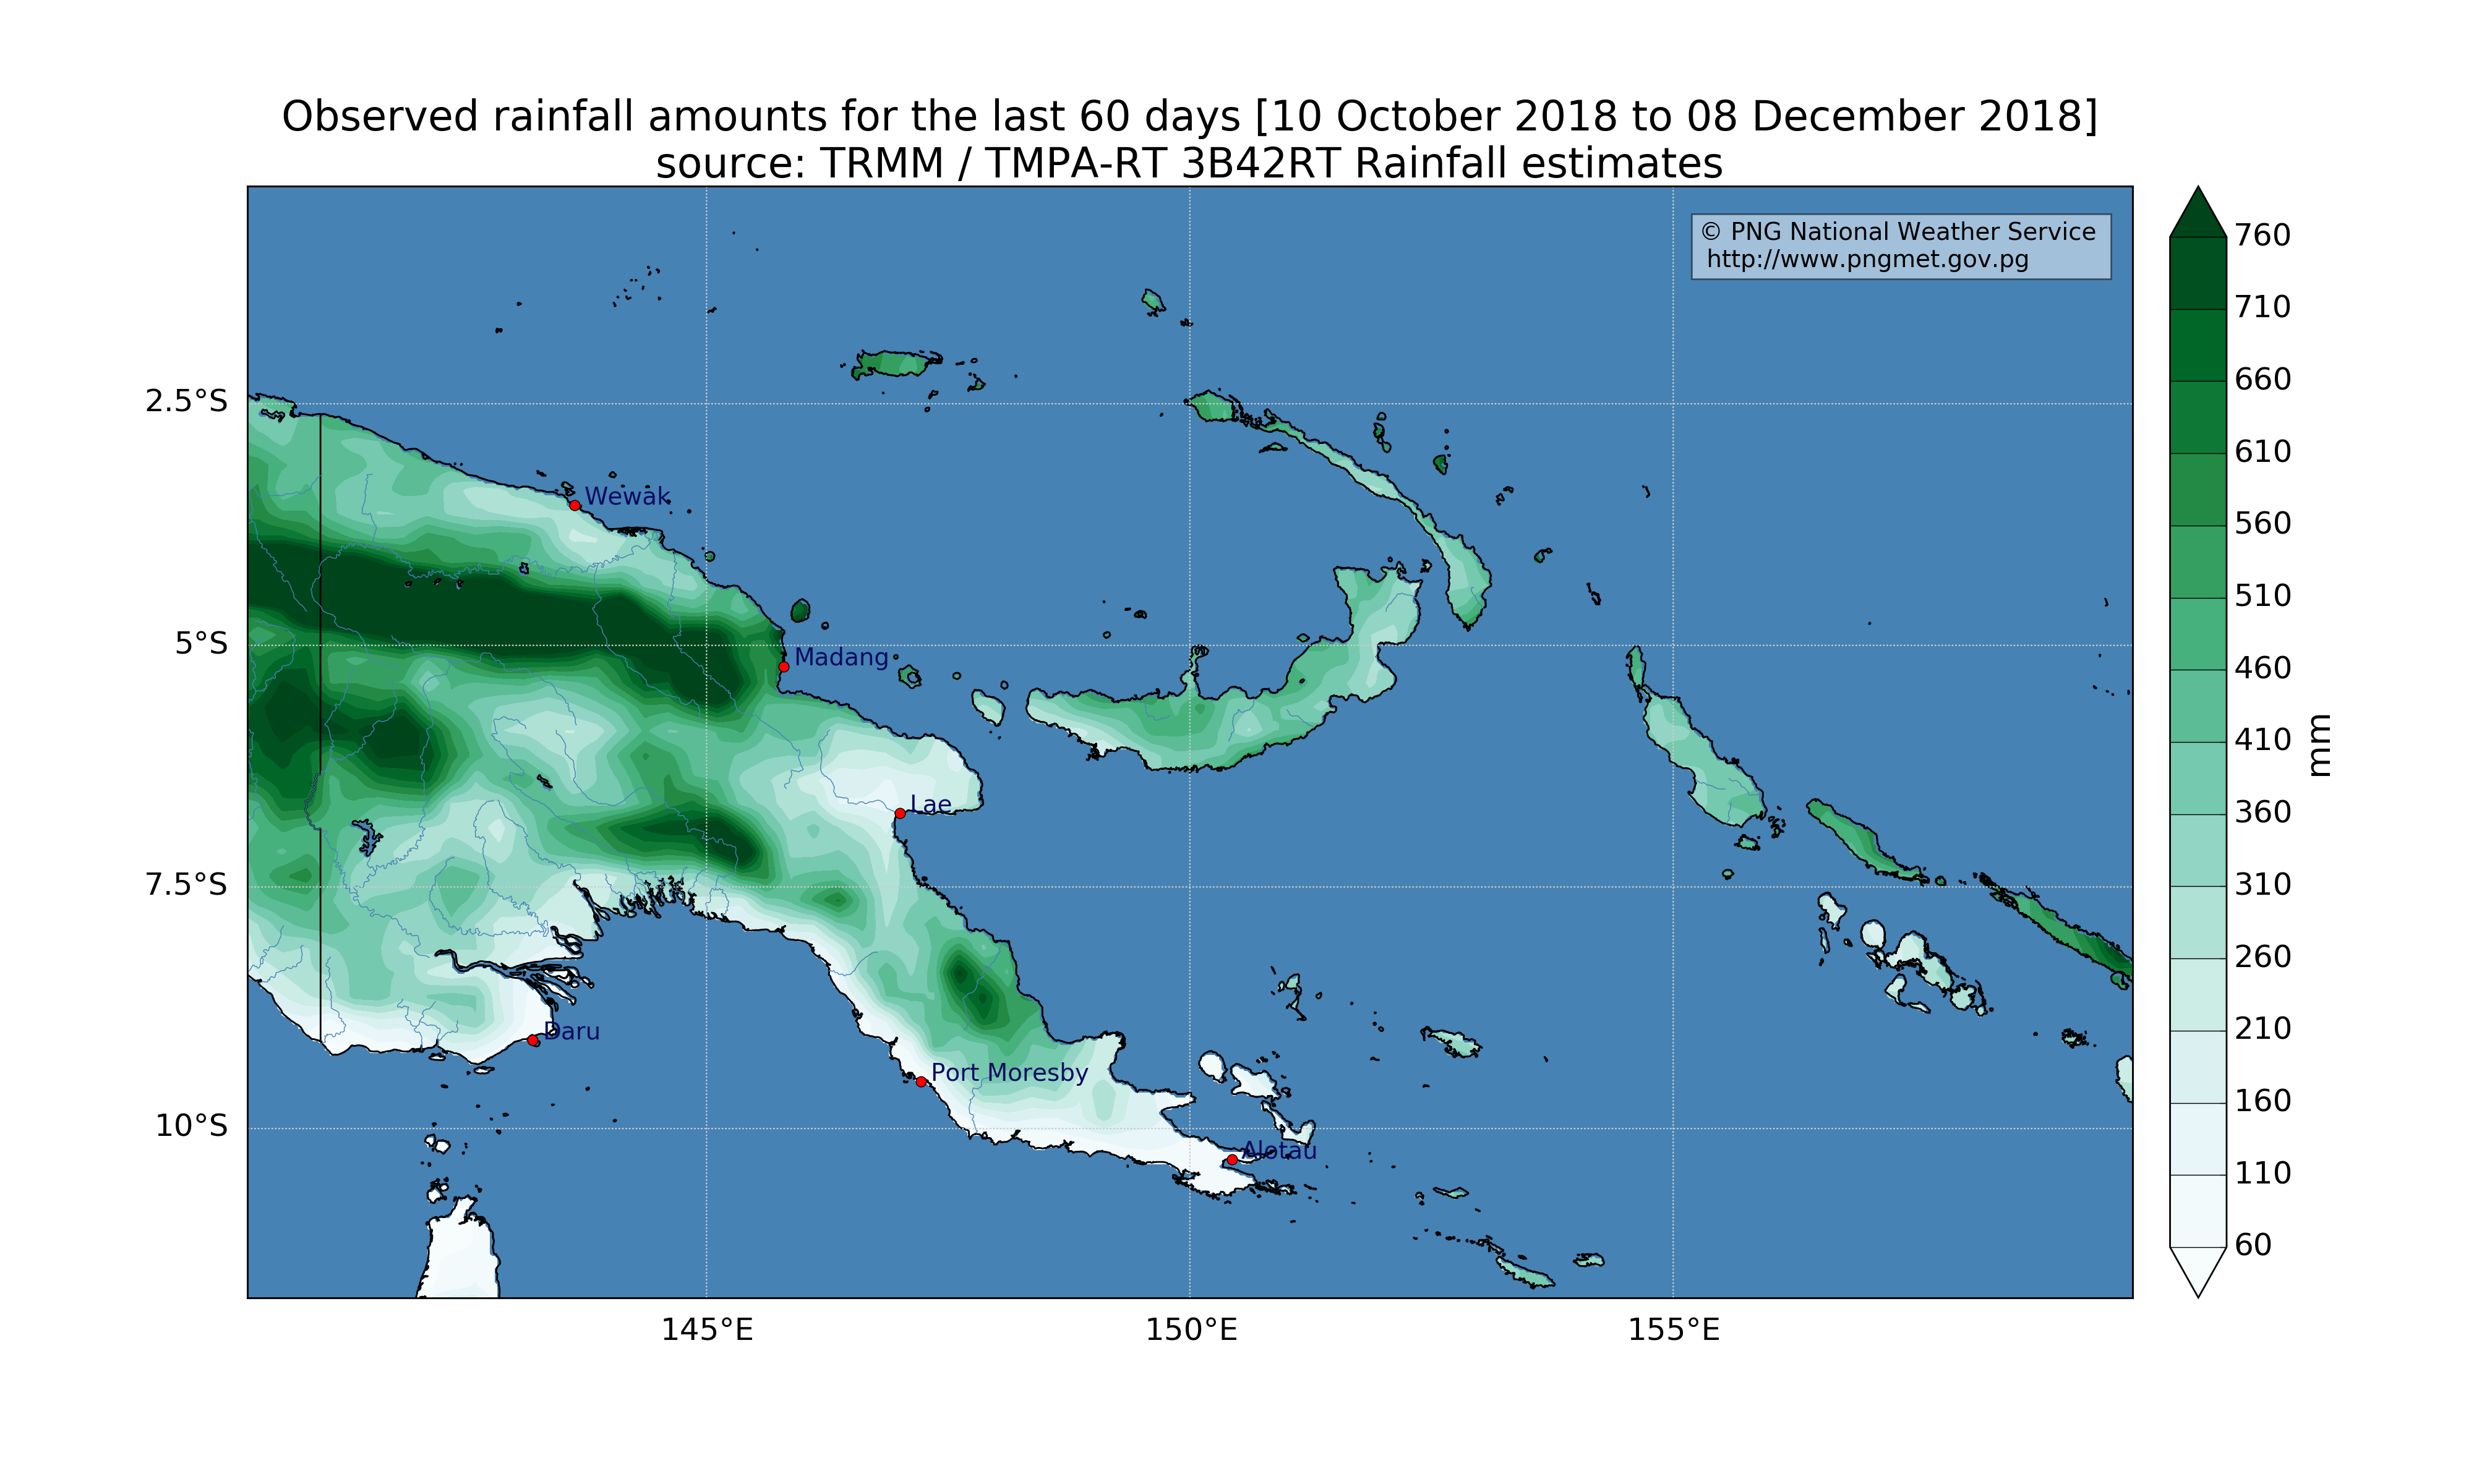 Observed rainfall amounts for the last 60 days [10 October 2018 to 08 December 2018]
source: TRMM / TMPA-RT 3B42RT Rainfall estimates
© PNG National Weather Service
http://www.pngmet.gov.pg
760
710
660
610
560
510
460
410
360
310
260
210
160
110
60
mm
2.5°S
5°S
7.5°S
10°S
Wewak
Madang
Lae
Daru
Port Moresby
Alotau
145°E
150°E
155°E